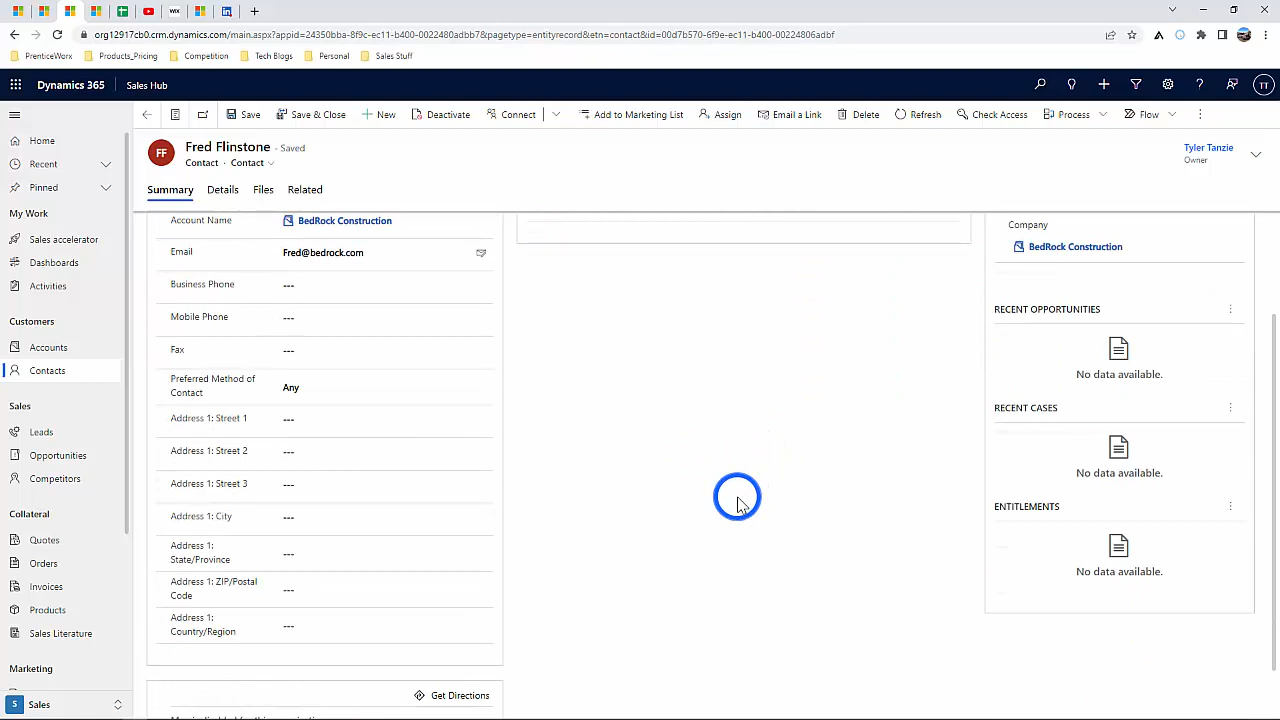 org12917cb0.crm.dynamics.com/main.aspx?appid=24350bba-8f9c-ec11-b400-0022480adbb7&pagetype=entityrecord&etn=contact&id=00d7b570-6f9e-ec11-b400-00224806adbf
PrenticeWorx
Products_Pricing
Competition
Tech Blogs
Personal
Sales Stuff
Dynamics 365
Sales Hub
TT
Save
Save & Close
New
Deactivate
Connect
Add to Marketing List
Assign
Email a Link
Delete
Refresh
Check Access
Process
Flow
FF
Fred Flinstone - Saved
Contact · Contact
Tyler Tanzie
Owner
Summary
Details
Files
Related
Home
Recent
Pinned
My Work
Sales accelerator
Dashboards
Activities
Customers
Accounts
Contacts
Sales
Leads
Opportunities
Competitors
Collateral
Quotes
Orders
Invoices
Products
Sales Literature
Marketing
S Sales
Account Name BedRock Construction
Email Fred@bedrock.com
Business Phone ---
Mobile Phone ---
Fax ---
Preferred Method of
Contact
Any
Address 1: Street 1 ---
Address 1: Street 2 ---
Address 1: Street 3 ---
Address 1: City ---
Address 1:
State/Province
---
Address 1: ZIP/Postal
Code
---
Address 1:
Country/Region
---
Get Directions
Company
BedRock Construction
RECENT OPPORTUNITIES
No data available.
RECENT CASES
No data available.
ENTITLEMENTS
No data available.